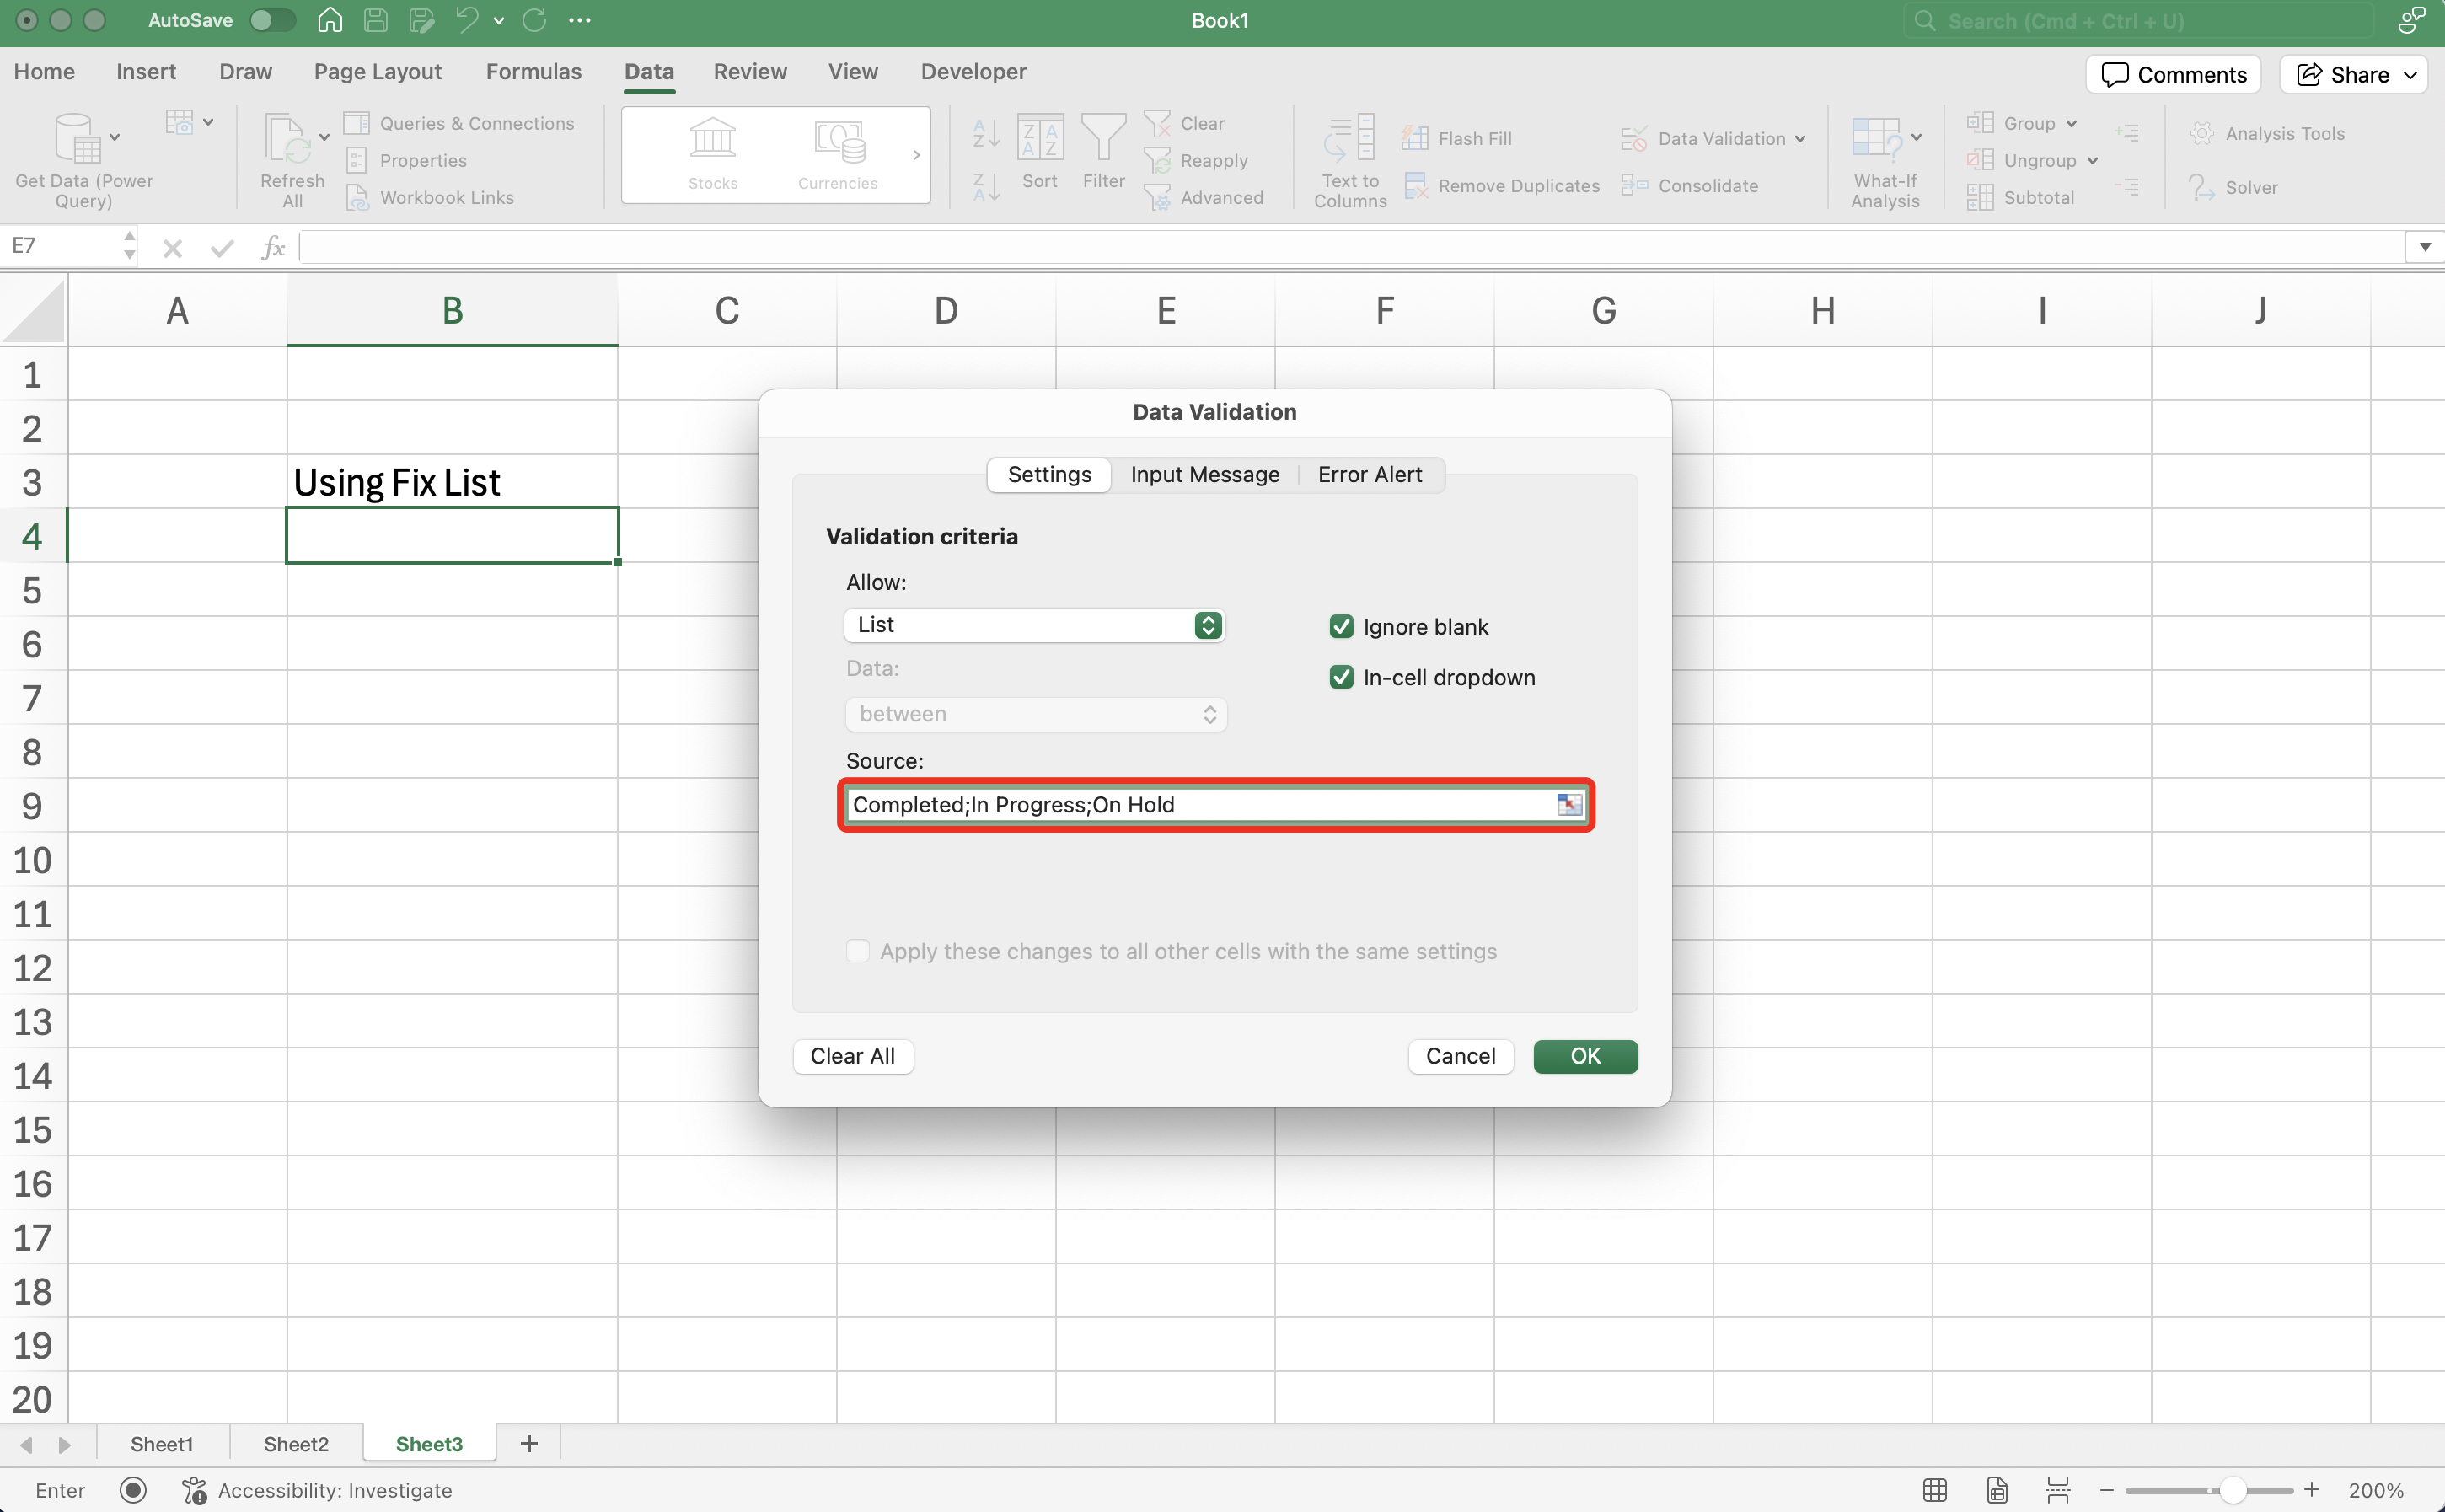 AutoSave
Book1
Search (Cmd + Ctrl + U)
Home Insert Draw Page Layout Formulas Data Review View Developer
Comments Share
Get Data (Power Query)
Refresh All
Queries & Connections
Properties
Workbook Links
Stocks
Currencies
Sort
Filter
Clear
Reapply
Advanced
Text to Columns
Flash Fill
Remove Duplicates
Data Validation
Consolidate
What-If Analysis
Group
Ungroup
Subtotal
Analysis Tools
Solver
E7
fx
A B C D E F G H I J
1
2
3 Using Fix List
4
5
6
7
8
9
10
11
12
13
14
15
16
17
18
19
20
Data Validation
Settings Input Message Error Alert
Validation criteria
Allow:
List
Ignore blank
Data:
In-cell dropdown
between
Source:
Completed;In Progress;On Hold
Apply these changes to all other cells with the same settings
Clear All Cancel OK
Sheet1 Sheet2 Sheet3 +
Enter Accessibility: Investigate 200%